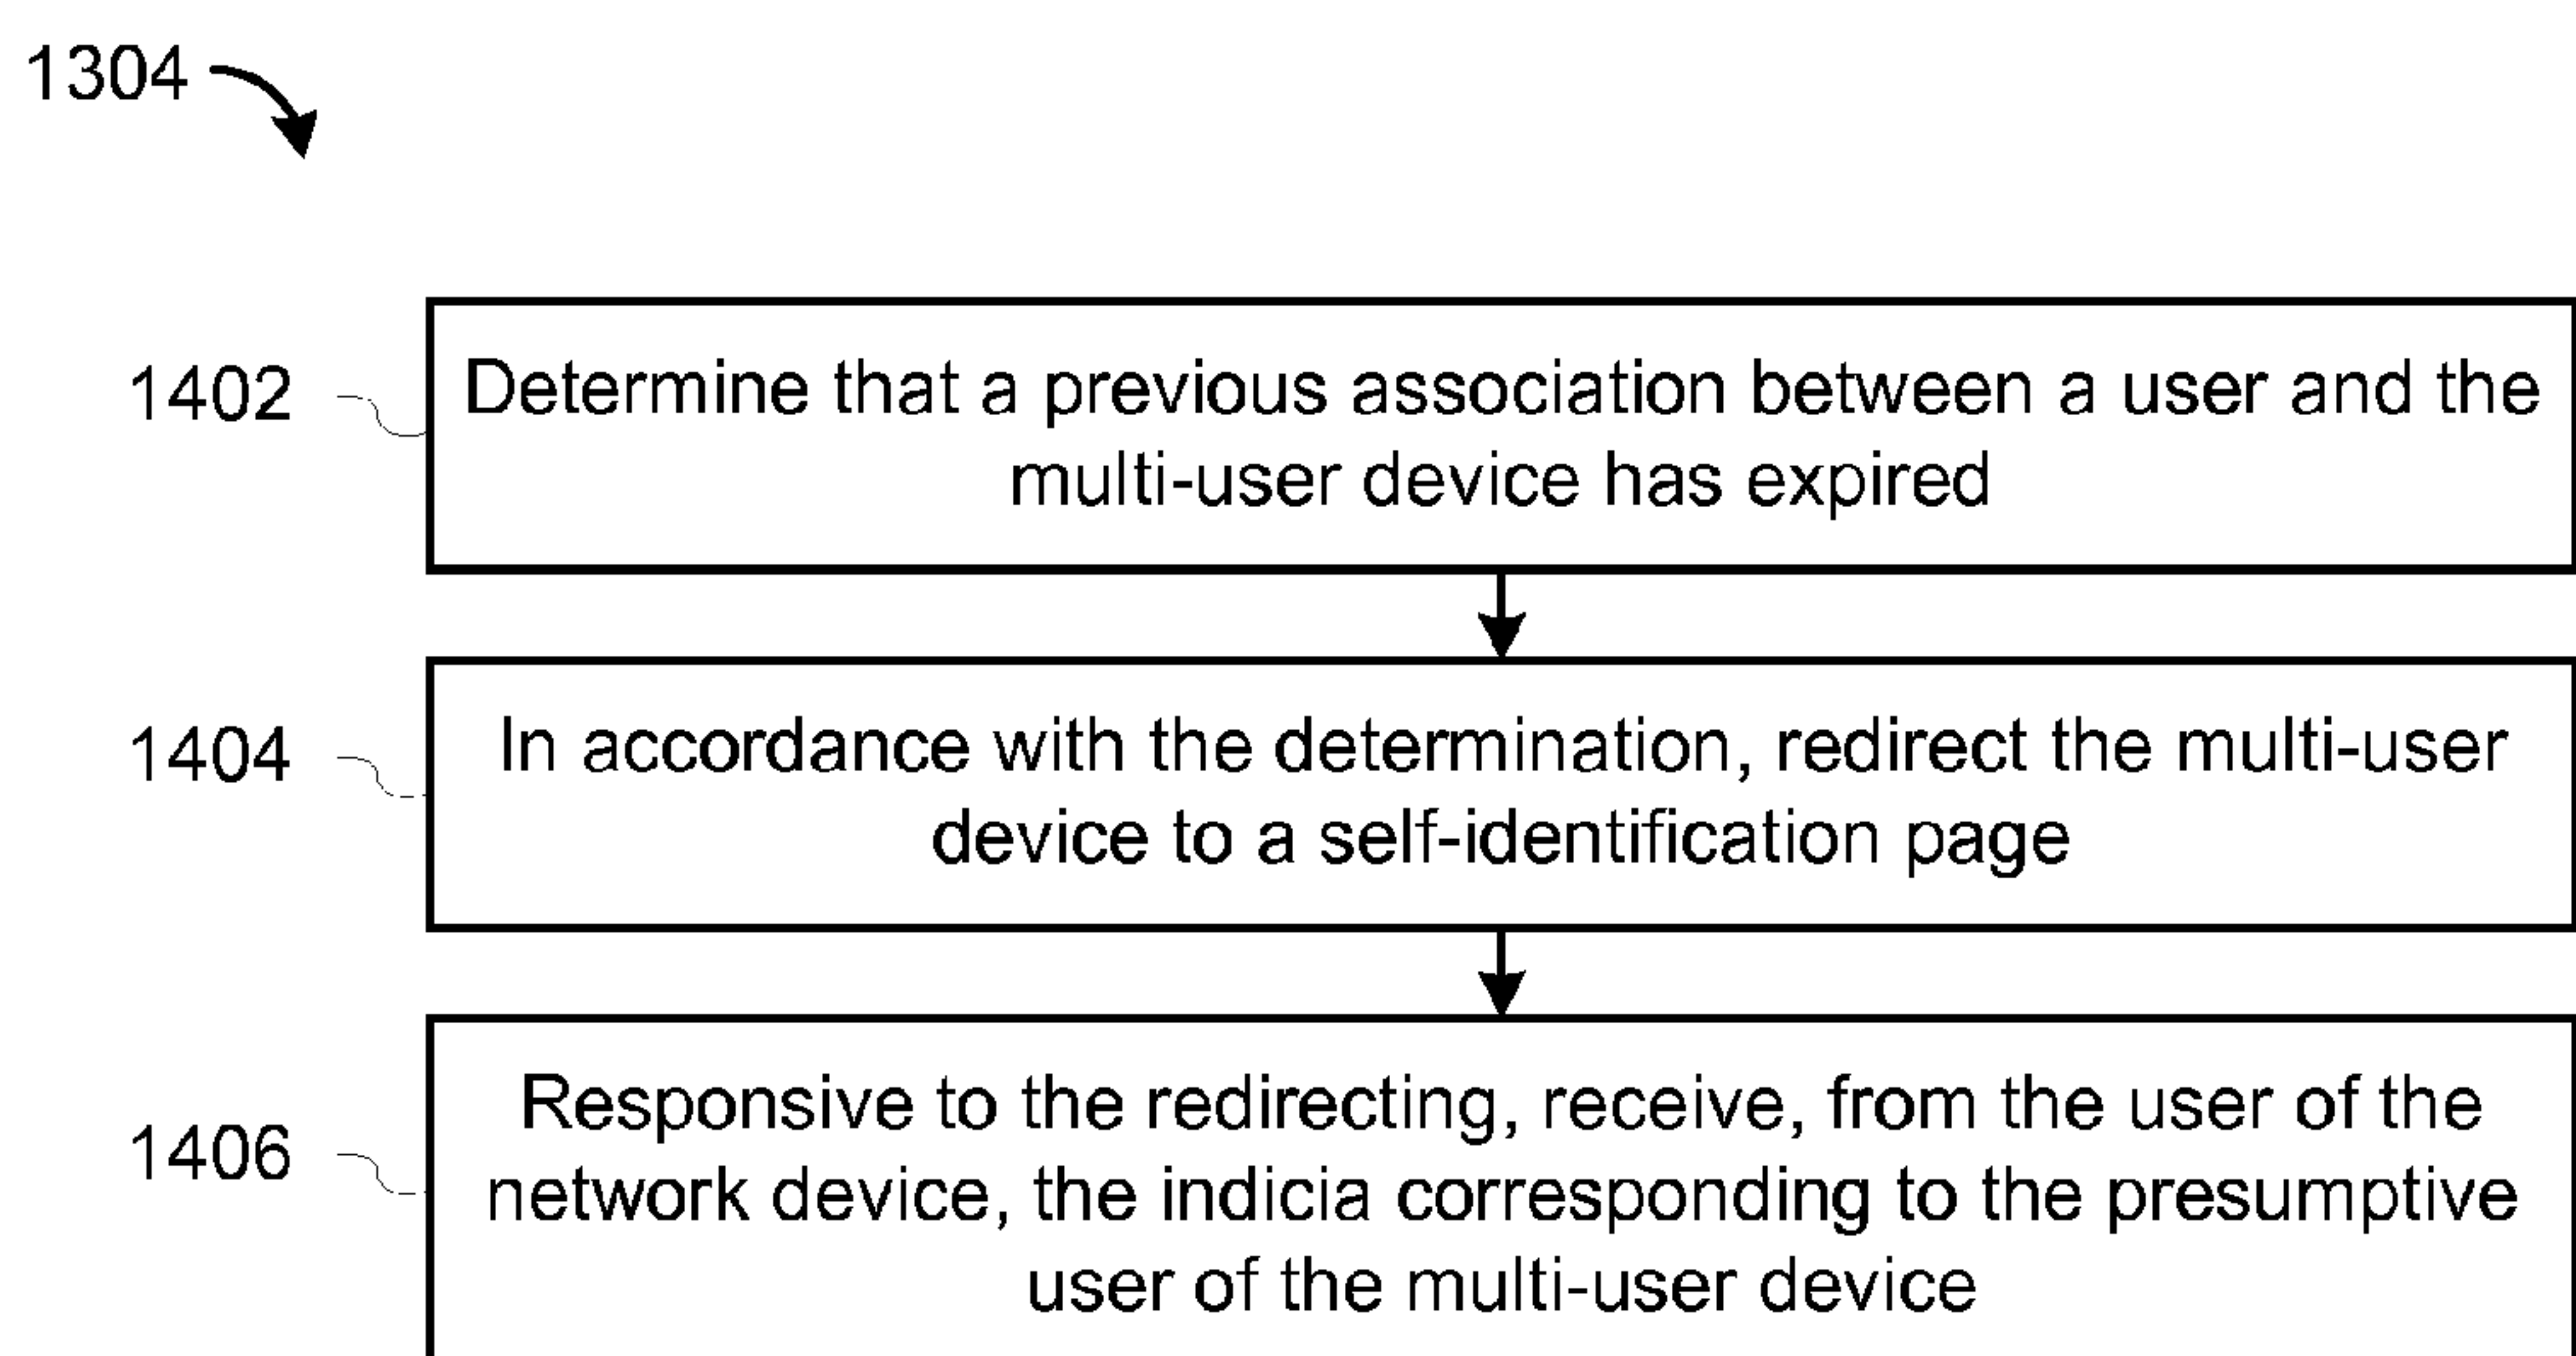 1304
1402
Determine that a previous association between a user and the
multi-user device has expired
1404
In accordance with the determination, redirect the multi-user
device to a self-identification page
1406
Responsive to the redirecting, receive, from the user of the
network device, the indicia corresponding to the presumptive
user of the multi-user device